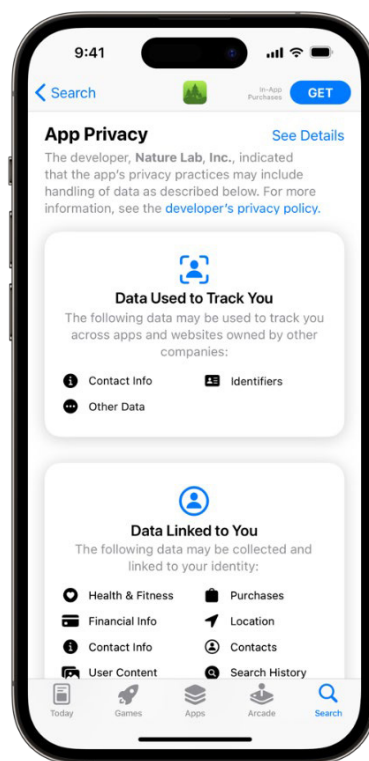 9:41
Search
In-App
Purchases
GET
App Privacy
See Details
The developer, Nature Lab, Inc., indicated
that the app's privacy practices may include
handling of data as described below. For more
information, see the developer's privacy policy.
Data Used to Track You
The following data may be used to track you
across apps and websites owned by other
companies:
Contact Info
Identifiers
Other Data
Data Linked to You
The following data may be collected and
linked to your identity:
Health & Fitness
Purchases
Financial Info
Location
Contact Info
Contacts
User Content
Search History
Today
Games
Apps
Arcade
Search